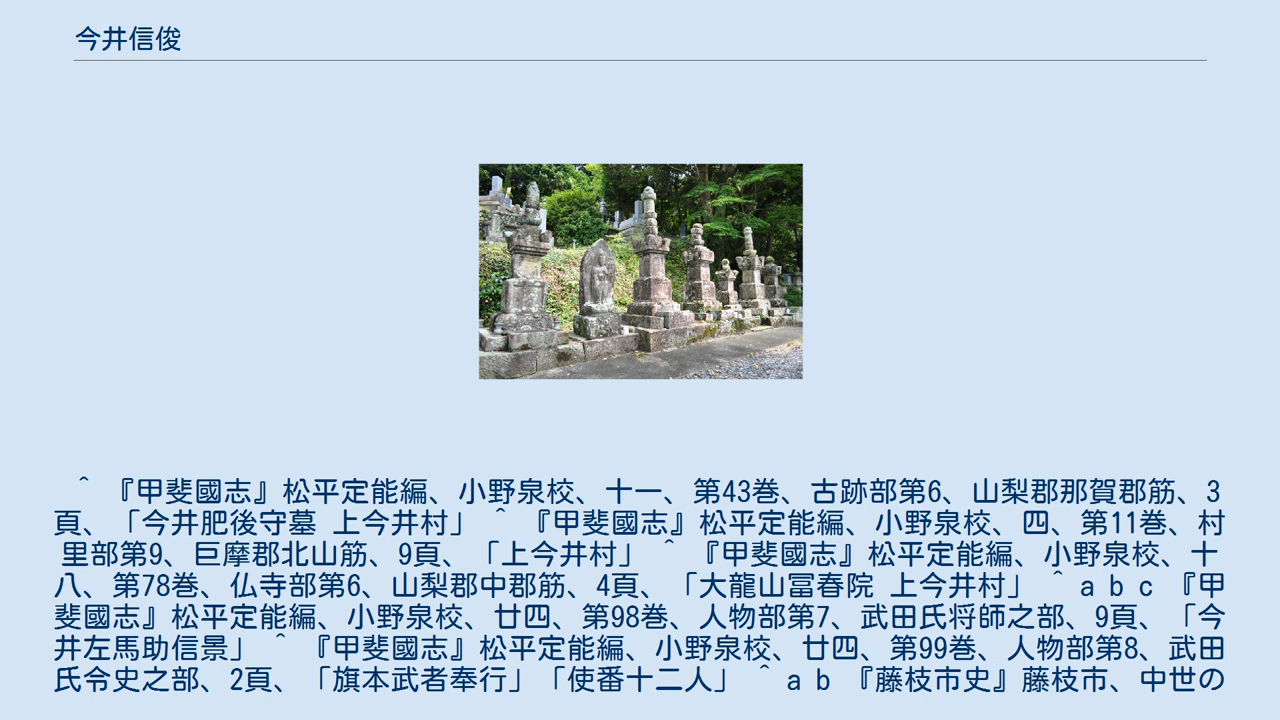 今井信俊
^ 『甲斐國志』松平定能編、小野泉校、十一、第43巻、古跡部第6、山梨郡那賀郡筋、3
頁、「今井肥後守墓 上今井村」 ^ 『甲斐國志』松平定能編、小野泉校、四、第11巻、村
里部第9、巨摩郡北山筋、9頁、「上今井村」 ^ 『甲斐國志』松平定能編、小野泉校、十
八、第78巻、仏寺部第6、山梨郡中郡筋、4頁、「大龍山冨春院 上今井村」 ^ a b c 『甲
斐國志』松平定能編、小野泉校、廿四、第98巻、人物部第7、武田氏将師之部、9頁、「今
井左馬助信景」 ^ 『甲斐國志』松平定能編、小野泉校、廿四、第99巻、人物部第8、武田
氏令史之部、2頁、「旗本武者奉行」「使番十二人」 ^ a b 『藤枝市史』藤枝市、中世の